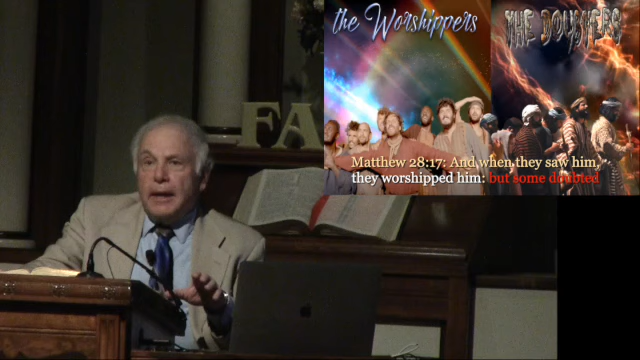 the Worshippers
THE DOUBTERS
FA
Matthew 28:17: And when they saw him,
they worshipped him: but some doubted